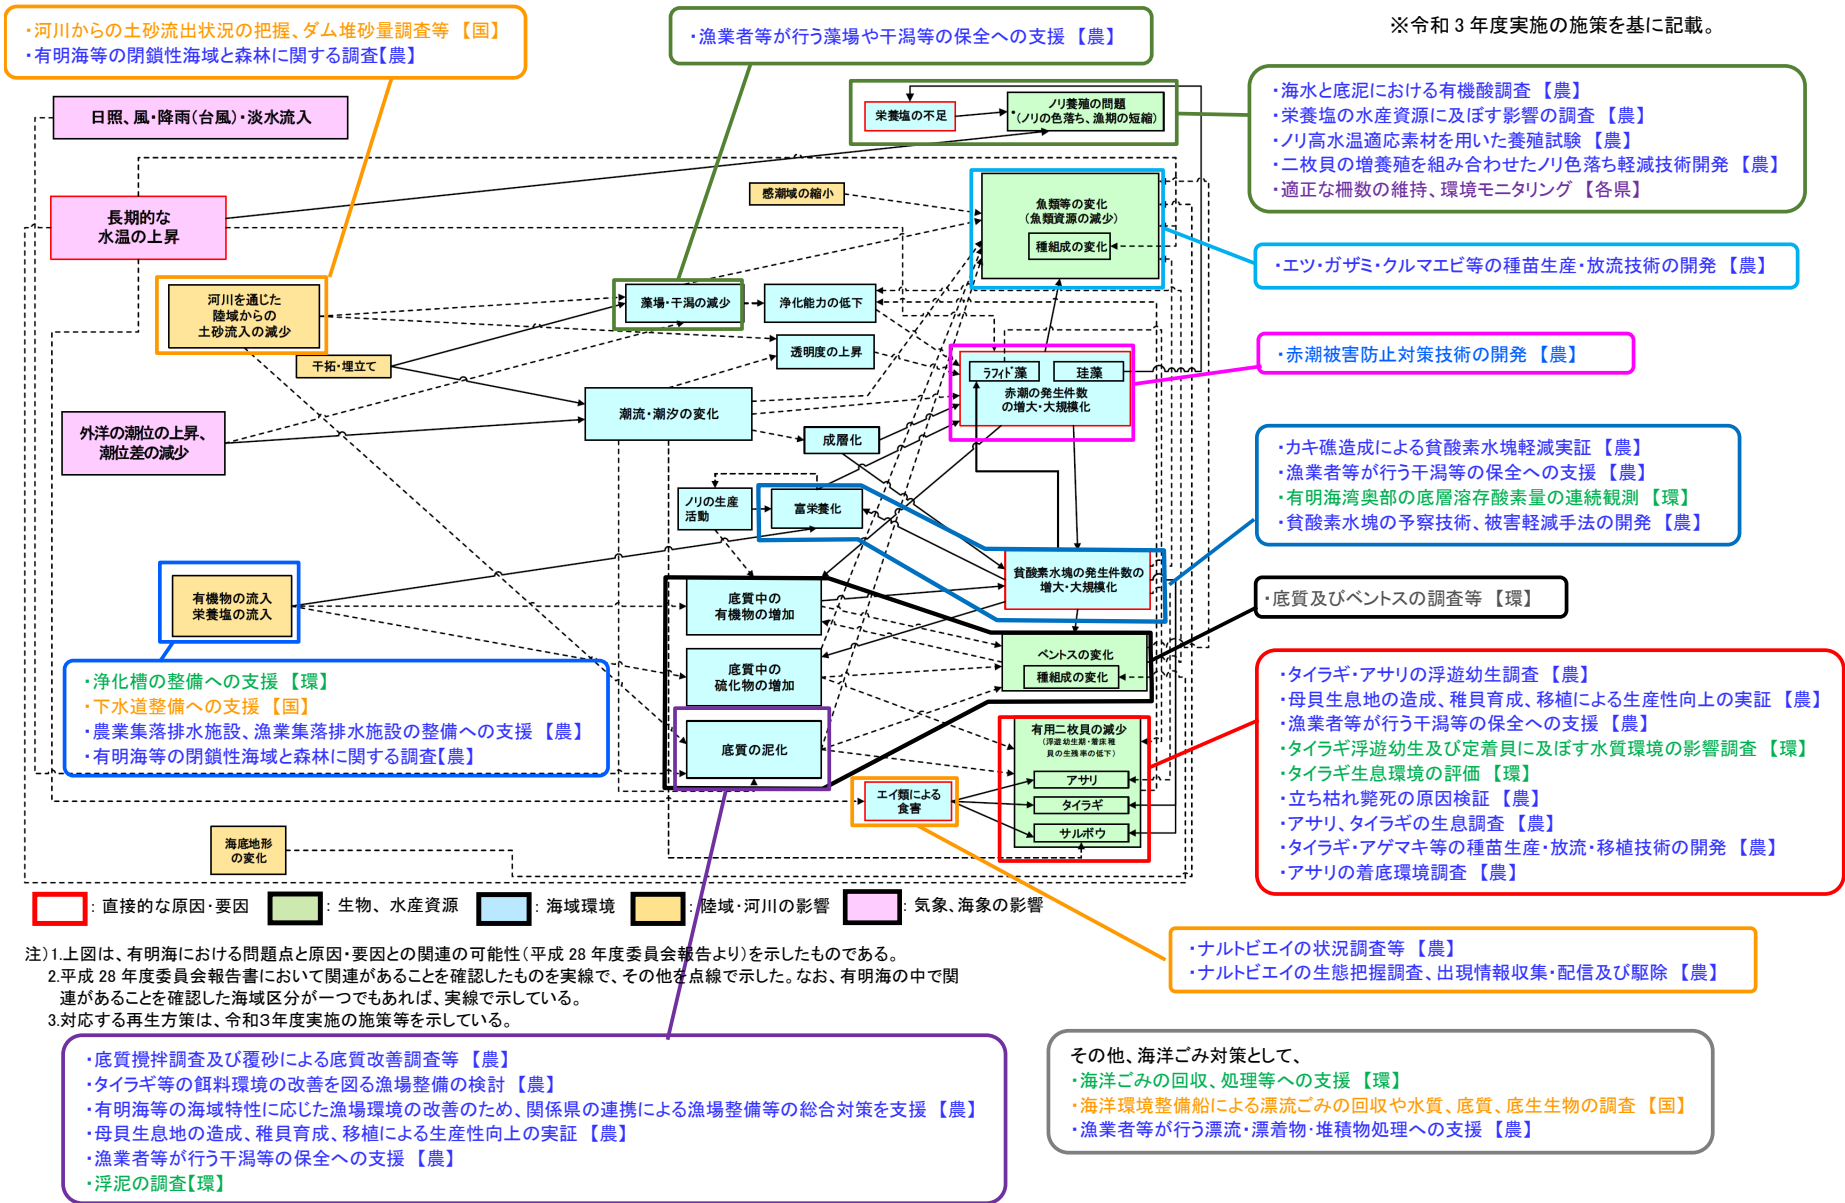 ・河川からの土砂流出状況の把握、ダム堆砂量調査等 【国】
・有明海等の閉鎖性海域と森林に関する調査【農】
・漁業者等が行う藻場や干潟等の保全への支援 【農】
※令和３年度実施の施策を基に記載。
・海水と底泥における有機酸調査 【農】
・栄養塩の水産資源に及ぼす影響の調査 【農】
・ノリ高水温適応素材を用いた養殖試験 【農】
・二枚貝の増養殖を組み合わせたノリ色落ち軽減技術開発 【農】
・適正な柵数の維持、環境モニタリング 【各県】
日照、風・降雨(台風)・淡水流入
栄養塩の不足
ノリ養殖の問題
(ノリの色落ち、漁期の短縮)
長期的な
水温の上昇
感潮域の縮小
魚類等の変化
(魚類資源の減少)
種組成の変化
・エツ・ガザミ・クルマエビ等の種苗生産・放流技術の開発 【農】
河川を通じた
陸域からの
土砂流入の減少
藻場・干潟の減少
浄化能力の低下
透明度の上昇
干拓・埋立て
ラフィド藻
珪藻
赤潮の発生件数
の増大・大規模化
・赤潮被害防止対策技術の開発 【農】
外洋の潮位の上昇、
潮位差の減少
潮流・潮汐の変化
成層化
・カキ礁造成による貧酸素水塊軽減実証 【農】
・漁業者等が行う干潟等の保全への支援 【農】
・有明海湾奥部の底層溶存酸素量の連続観測 【環】
・貧酸素水塊の予察技術、被害軽減手法の開発 【農】
ノリの生産
活動
富栄養化
貧酸素水塊の発生件数の
増大・大規模化
有機物の流入
栄養塩の流入
底質中の
有機物の増加
・底質及びベントスの調査等 【環】
底質中の
硫化物の増加
ベントスの変化
種組成の変化
・浄化槽の整備への支援 【環】
・下水道整備への支援 【国】
・農業集落排水施設、漁業集落排水施設の整備への支援 【農】
・有明海等の閉鎖性海域と森林に関する調査【農】
底質の泥化
有用二枚貝の減少
(浮遊幼生期・着床稚
貝の生残率の低下)
アサリ
タイラギ
サルボウ
エイ類による
食害
・タイラギ・アサリの浮遊幼生調査 【農】
・母貝生息地の造成、稚貝育成、移植による生産性向上の実証 【農】
・漁業者等が行う干潟等の保全への支援 【農】
・タイラギ浮遊幼生及び定着貝に及ぼす水質環境の影響調査 【環】
・タイラギ生息環境の評価 【環】
・立ち枯れ斃死の原因検証 【農】
・アサリ、タイラギの生息調査 【農】
・タイラギ・アゲマキ等の種苗生産・放流・移植技術の開発 【農】
・アサリの着底環境調査 【農】
海底地形
の変化
：直接的な原因・要因
：生物、水産資源
：海域環境
：陸域・河川の影響
：気象、海象の影響
注）1.上図は、有明海における問題点と原因・要因との関連の可能性(平成 28 年度委員会報告より)を示したものである。
2.平成 28 年度委員会報告書において関連があることを確認したものを実線で、その他を点線で示した。なお、有明海の中で関
連があることを確認した海域区分が一つでもあれば、実線で示している。
3.対応する再生方策は、令和３年度実施の施策等を示している。
・ナルトビエイの状況調査等 【農】
・ナルトビエイの生態把握調査、出現情報収集・配信及び駆除 【農】
・底質攪拌調査及び覆砂による底質改善調査等 【農】
・タイラギ等の餌料環境の改善を図る漁場整備の検討 【農】
・有明海等の海域特性に応じた漁場環境の改善のため、関係県の連携による漁場整備等の総合対策を支援 【農】
・母貝生息地の造成、稚貝育成、移植による生産性向上の実証 【農】
・漁業者等が行う干潟等の保全への支援 【農】
・浮泥の調査【環】
その他、海洋ごみ対策として、
・海洋ごみの回収、処理等への支援 【環】
・海洋環境整備船による漂流ごみの回収や水質、底質、底生生物の調査 【国】
・漁業者等が行う漂流・漂着物・堆積物処理への支援 【農】